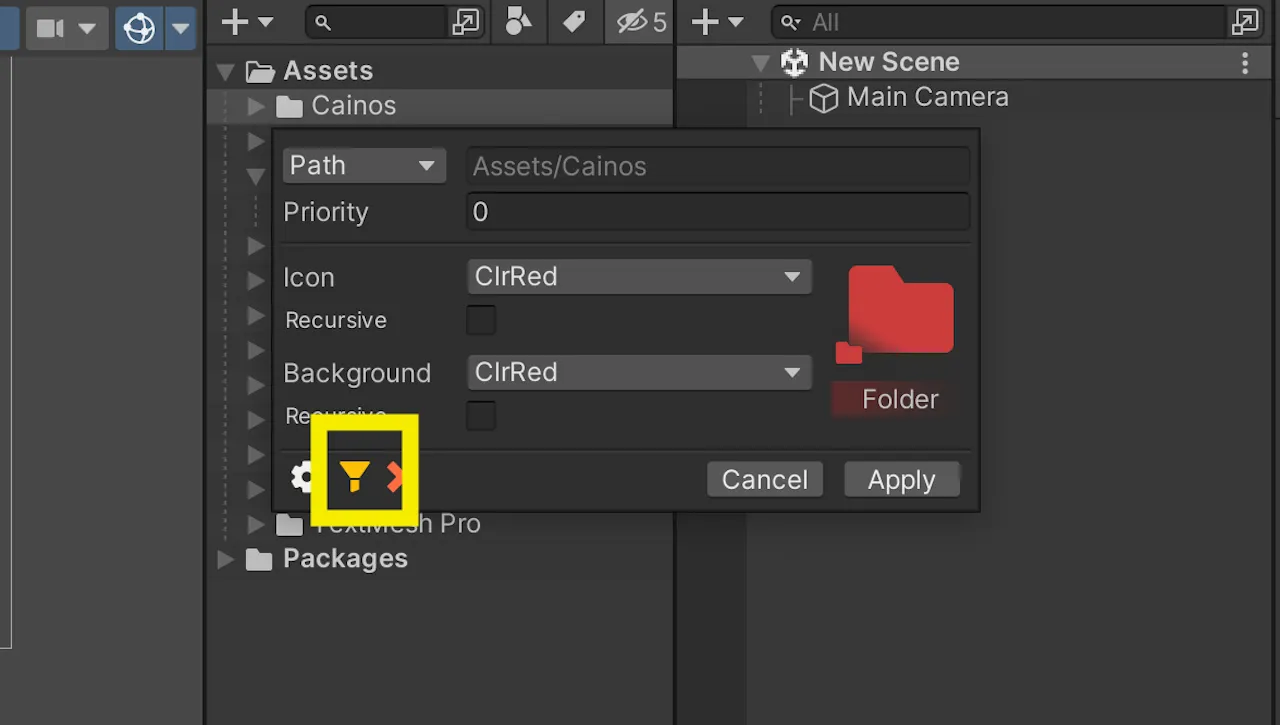 5
All
Assets
New Scene
Cainos
Main Camera
Path
Assets/Cainos
Priority
0
Icon
ClrRed
Recursive
Background
ClrRed
Folder
Recursive
Cancel
Apply
TextMesh Pro
Packages